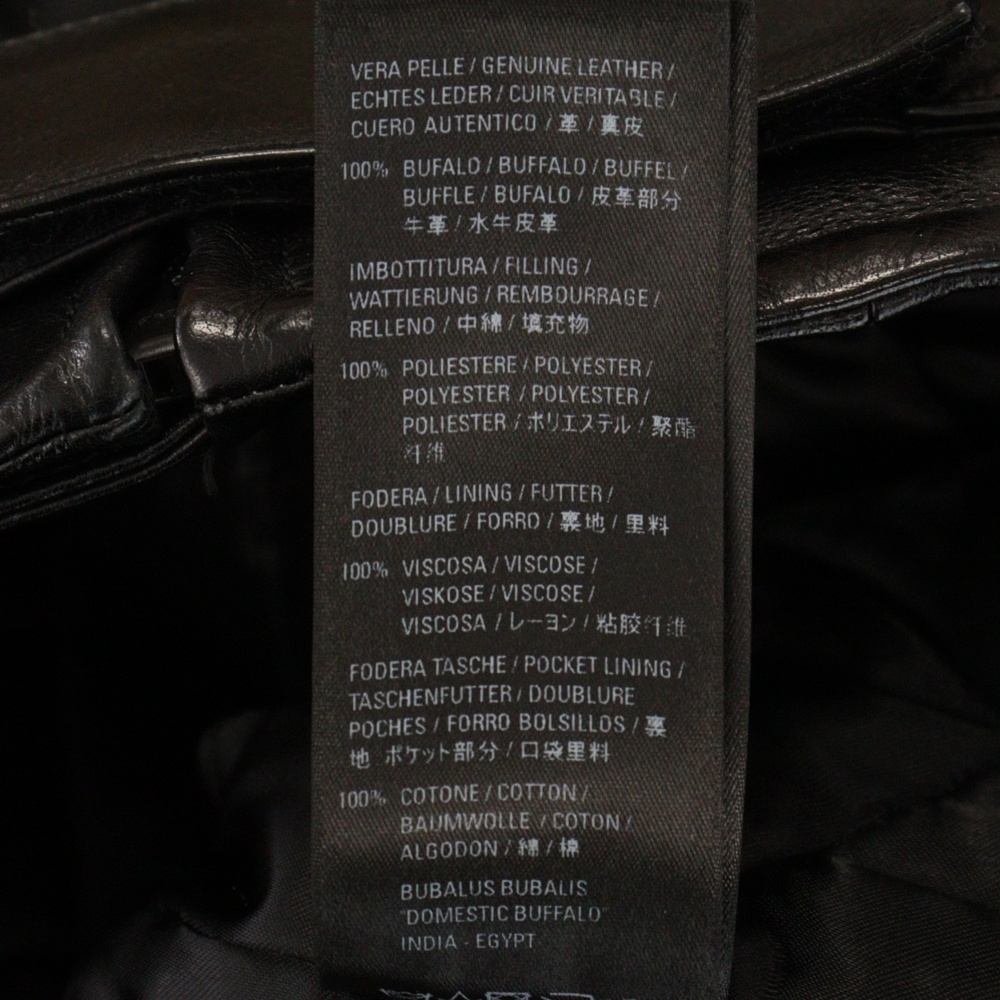 VERA PELLE / GENUINE LEATHER /
ECHTES LEDER / CUIR VERITABLE /
CUERO AUTENTICO / 革 / 裏皮
100% BUFALO / BUFFALO / BUFFEL /
BUFFLE / BUFALO / 皮革部分
牛革 / 水牛皮革
IMBOTTITURA / FILLING /
WATTIERUNG / REMBOURRAGE /
RELLENO / 中綿 / 填充物
100% POLIESTERE / POLYESTER /
POLYESTER / POLYESTER /
POLIESTER / ポリエステル / 聚酯
纤维
FODERA / LINING / FUTTER /
DOUBLURE / FORRO / 裏地 / 里料
100% VISCOSA / VISCOSE /
VISKOSE / VISCOSE /
VISCOSA / レーヨン / 粘胶纤维
FODERA TASCHE / POCKET LINING /
TASCHENFUTTER / DOUBLURE
POCHES / FORRO BOLSILLOS / 裏
地 ポケット部分 / 口袋里料
100% COTONE / COTTON /
BAUMWOLLE / COTON /
ALGODON / 綿 / 棉
BUBALUS BUBALIS
"DOMESTIC BUFFALO"
INDIA - EGYPT